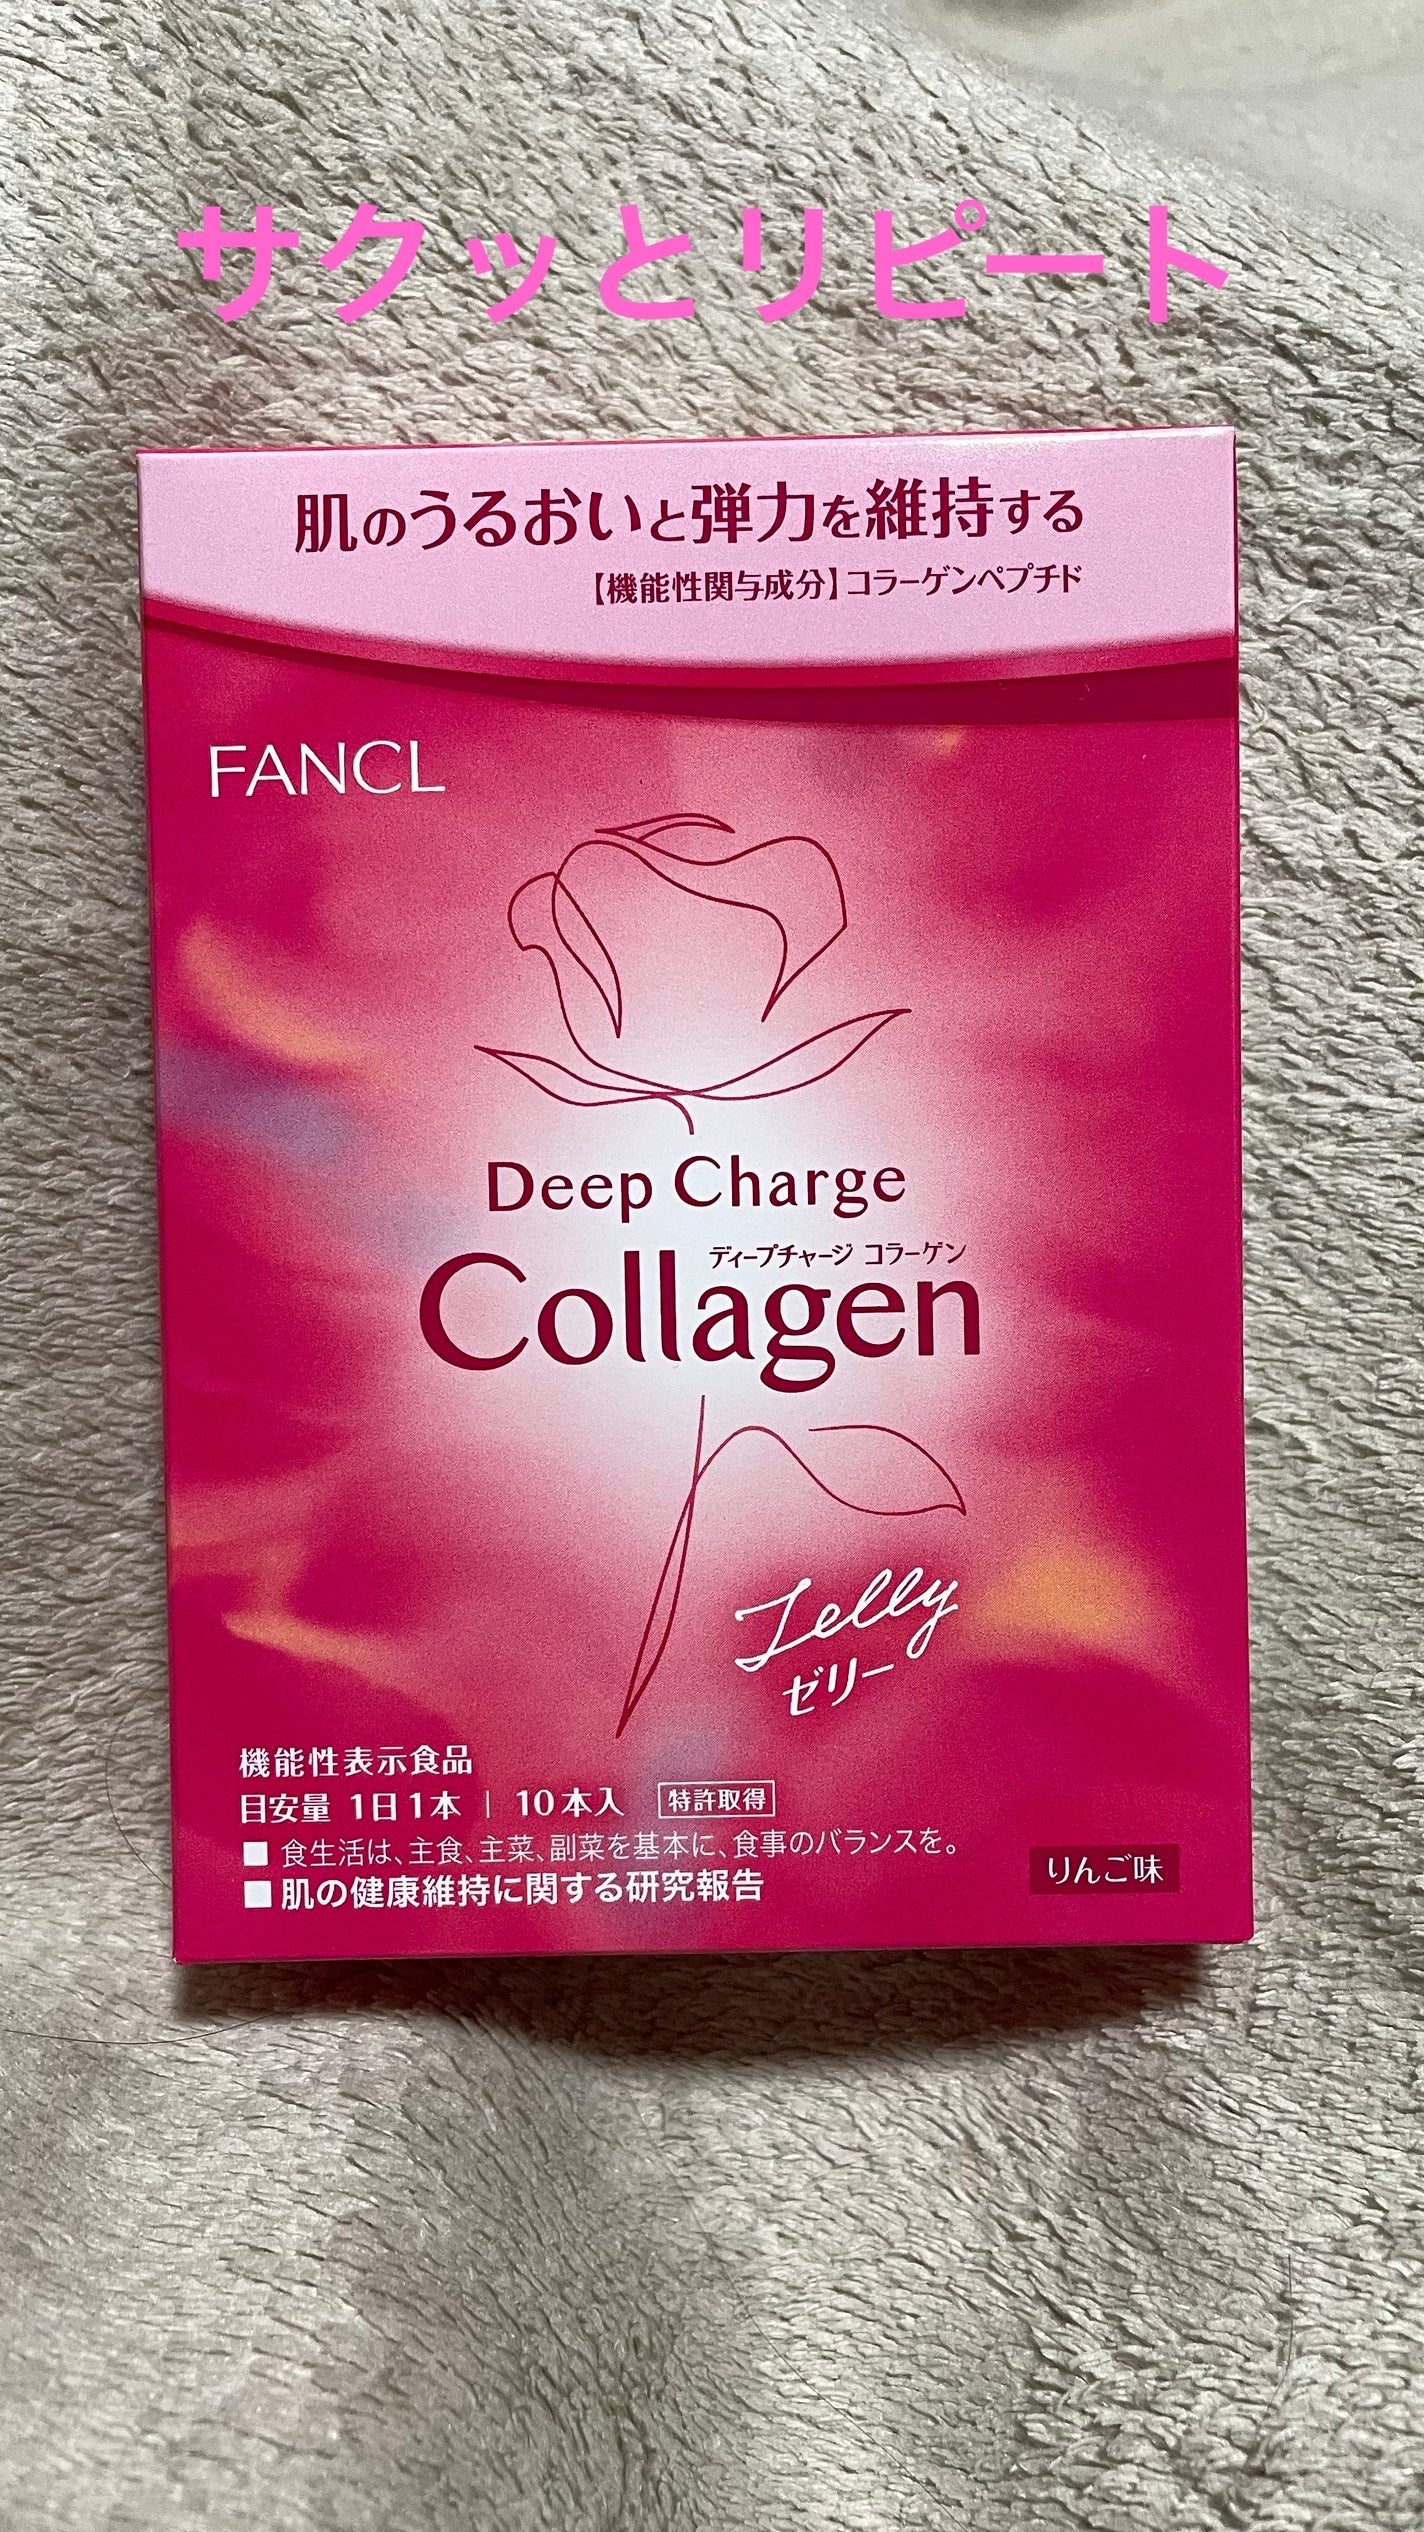 サクッとリピート
肌のうるおいと弾力を維持する
【機能性関与成分】コラーゲンペプチド
FANCL
Deep Charge
ディープチャージ コラーゲン
Collagen
Jelly
ゼリー
機能性表示食品
目安量 1日1本 | 10本入 特許取得
■ 食生活は、主食、主菜、副菜を基本に、食事のバランスを。
■ 肌の健康維持に関する研究報告
りんご味